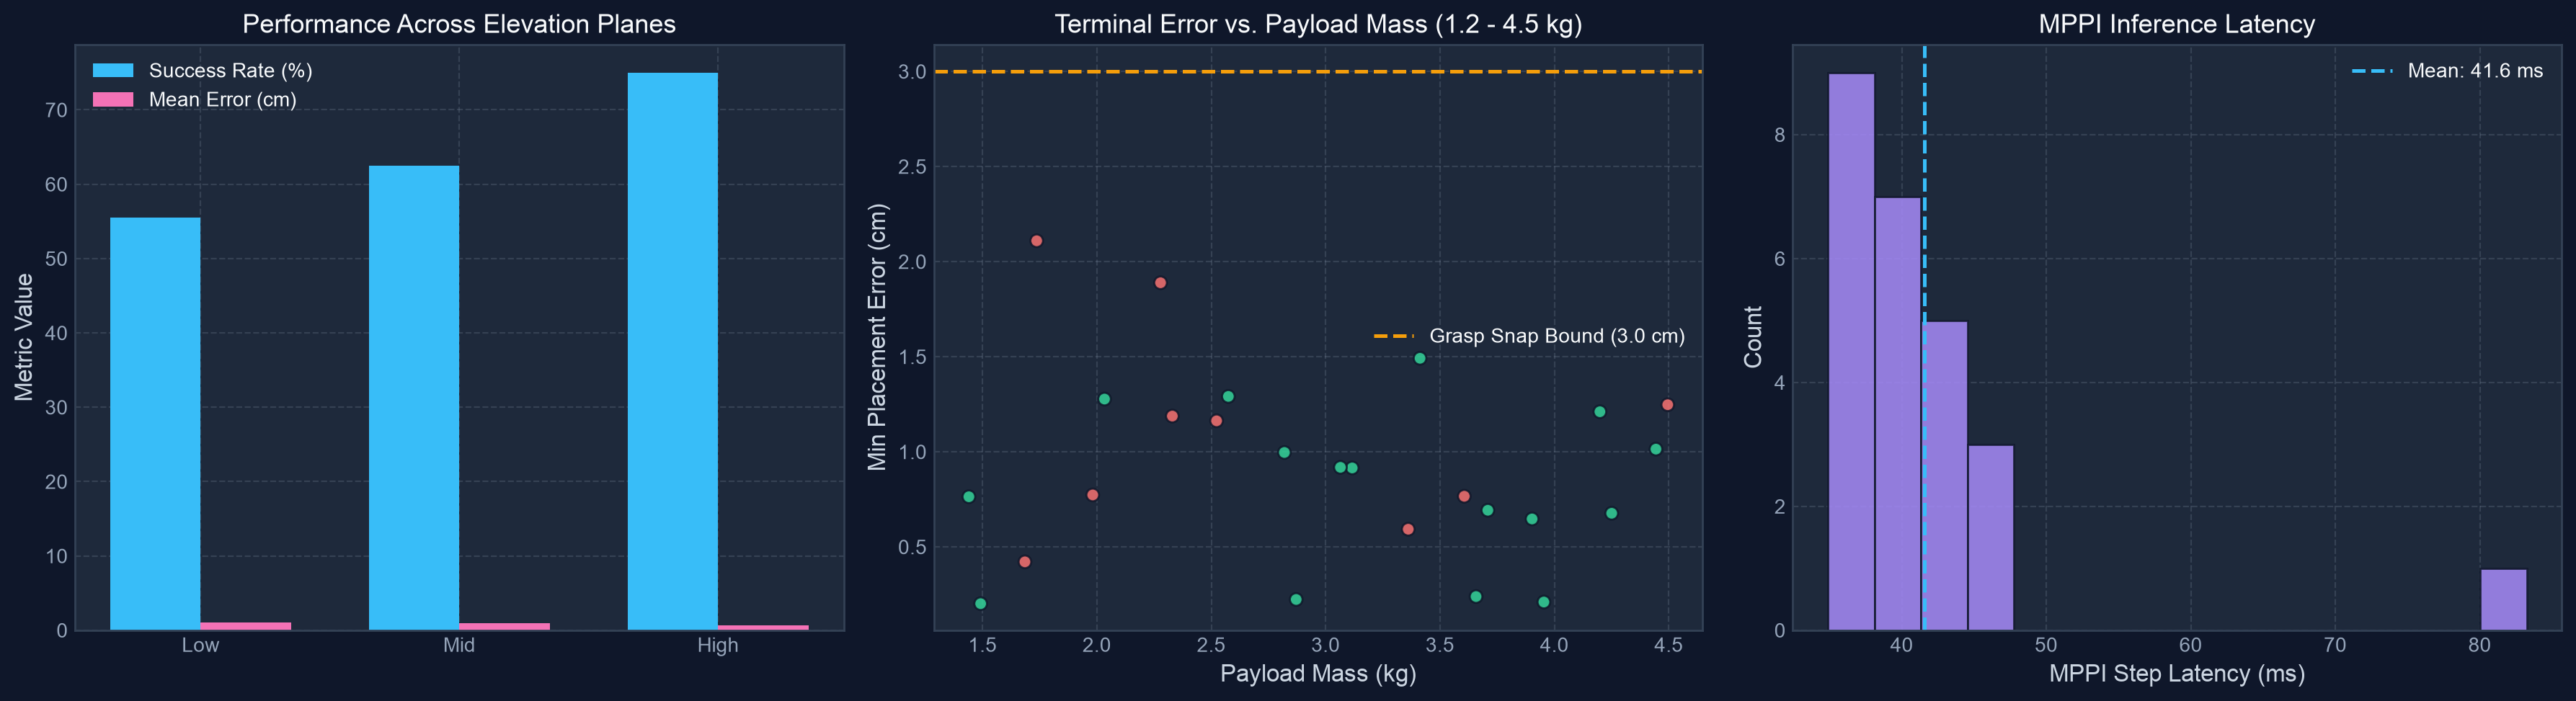 Performance Across Elevation Planes
Success Rate (%)
Mean Error (cm)
Metric Value
70
60
50
40
30
20
10
0
Low
Mid
High
Terminal Error vs. Payload Mass (1.2 - 4.5 kg)
Min Placement Error (cm)
3.0
2.5
2.0
1.5
1.0
0.5
Grasp Snap Bound (3.0 cm)
1.5
2.0
2.5
3.0
3.5
4.0
4.5
Payload Mass (kg)
MPPI Inference Latency
Mean: 41.6 ms
Count
8
6
4
2
0
40
50
60
70
80
MPPI Step Latency (ms)